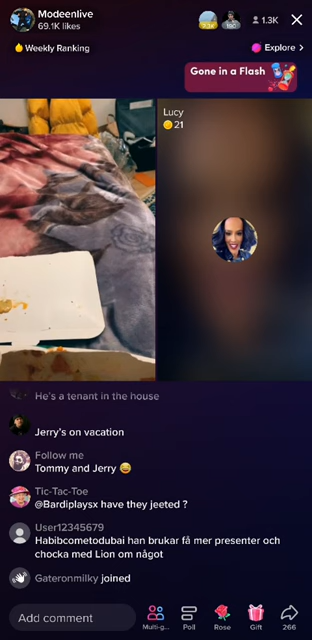 Modeenlive
69.1K likes
1.3K
Weekly Ranking
Explore >
Gone in a Flash
Lucy
21
He's a tenant in the house
Jerry's on vacation
Follow me
Tommy and Jerry 😂
Tic-Tac-Toe
@Bardiplaysx have they jeeted ?
User12345679
Habibcometodubai han brukar få mer presenter och
chocka med Lion om något
Gateronmilky joined
Add comment
Multi-g...
Poll
Rose
Gift
266